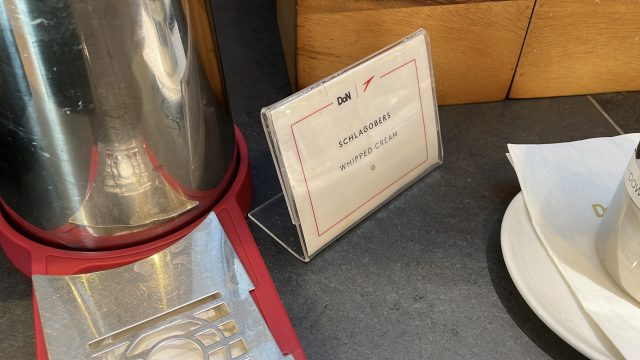 DoN
SCHLAGOBERS
WHIPPED CREAM
G